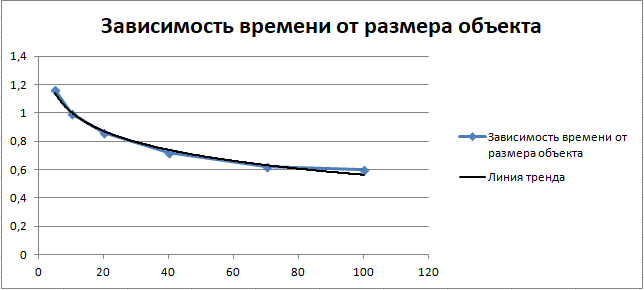 Зависимость времени от размера объекта
1,4
1,2
1
0,8
0,6
0,4
0,2
0
0 20 40 60 80 100 120
Зависимость времени от
размера объекта
Линия тренда